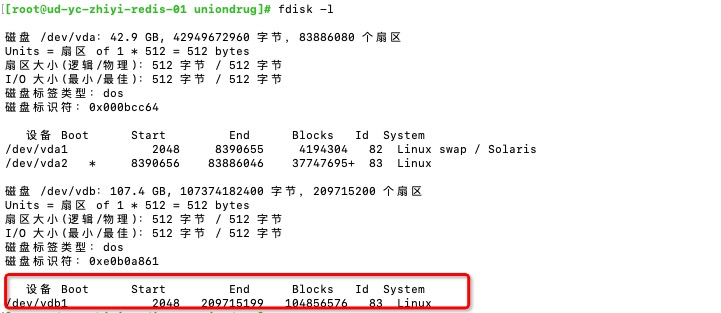 [[root@ud-yc-zhiyi-redis-01 uniondrug]# fdisk -l
磁盘 /dev/vda: 42.9 GB, 42949672960 字节, 83886080 个扇区
Units = 扇区 of 1 * 512 = 512 bytes
扇区大小(逻辑/物理): 512 字节 / 512 字节
I/O 大小(最小/最佳): 512 字节 / 512 字节
磁盘标签类型: dos
磁盘标识符: 0x000bcc64
设备 Boot Start End Blocks Id System
/dev/vda1 2048 8390655 4194304 82 Linux swap / Solaris
/dev/vda2 * 8390656 83886046 37747695+ 83 Linux
磁盘 /dev/vdb: 107.4 GB, 107374182400 字节, 209715200 个扇区
Units = 扇区 of 1 * 512 = 512 bytes
扇区大小(逻辑/物理): 512 字节 / 512 字节
I/O 大小(最小/最佳): 512 字节 / 512 字节
磁盘标签类型: dos
磁盘标识符: 0xe0b0a861
设备 Boot Start End Blocks Id System
/dev/vdb1 2048 209715199 104856576 83 Linux